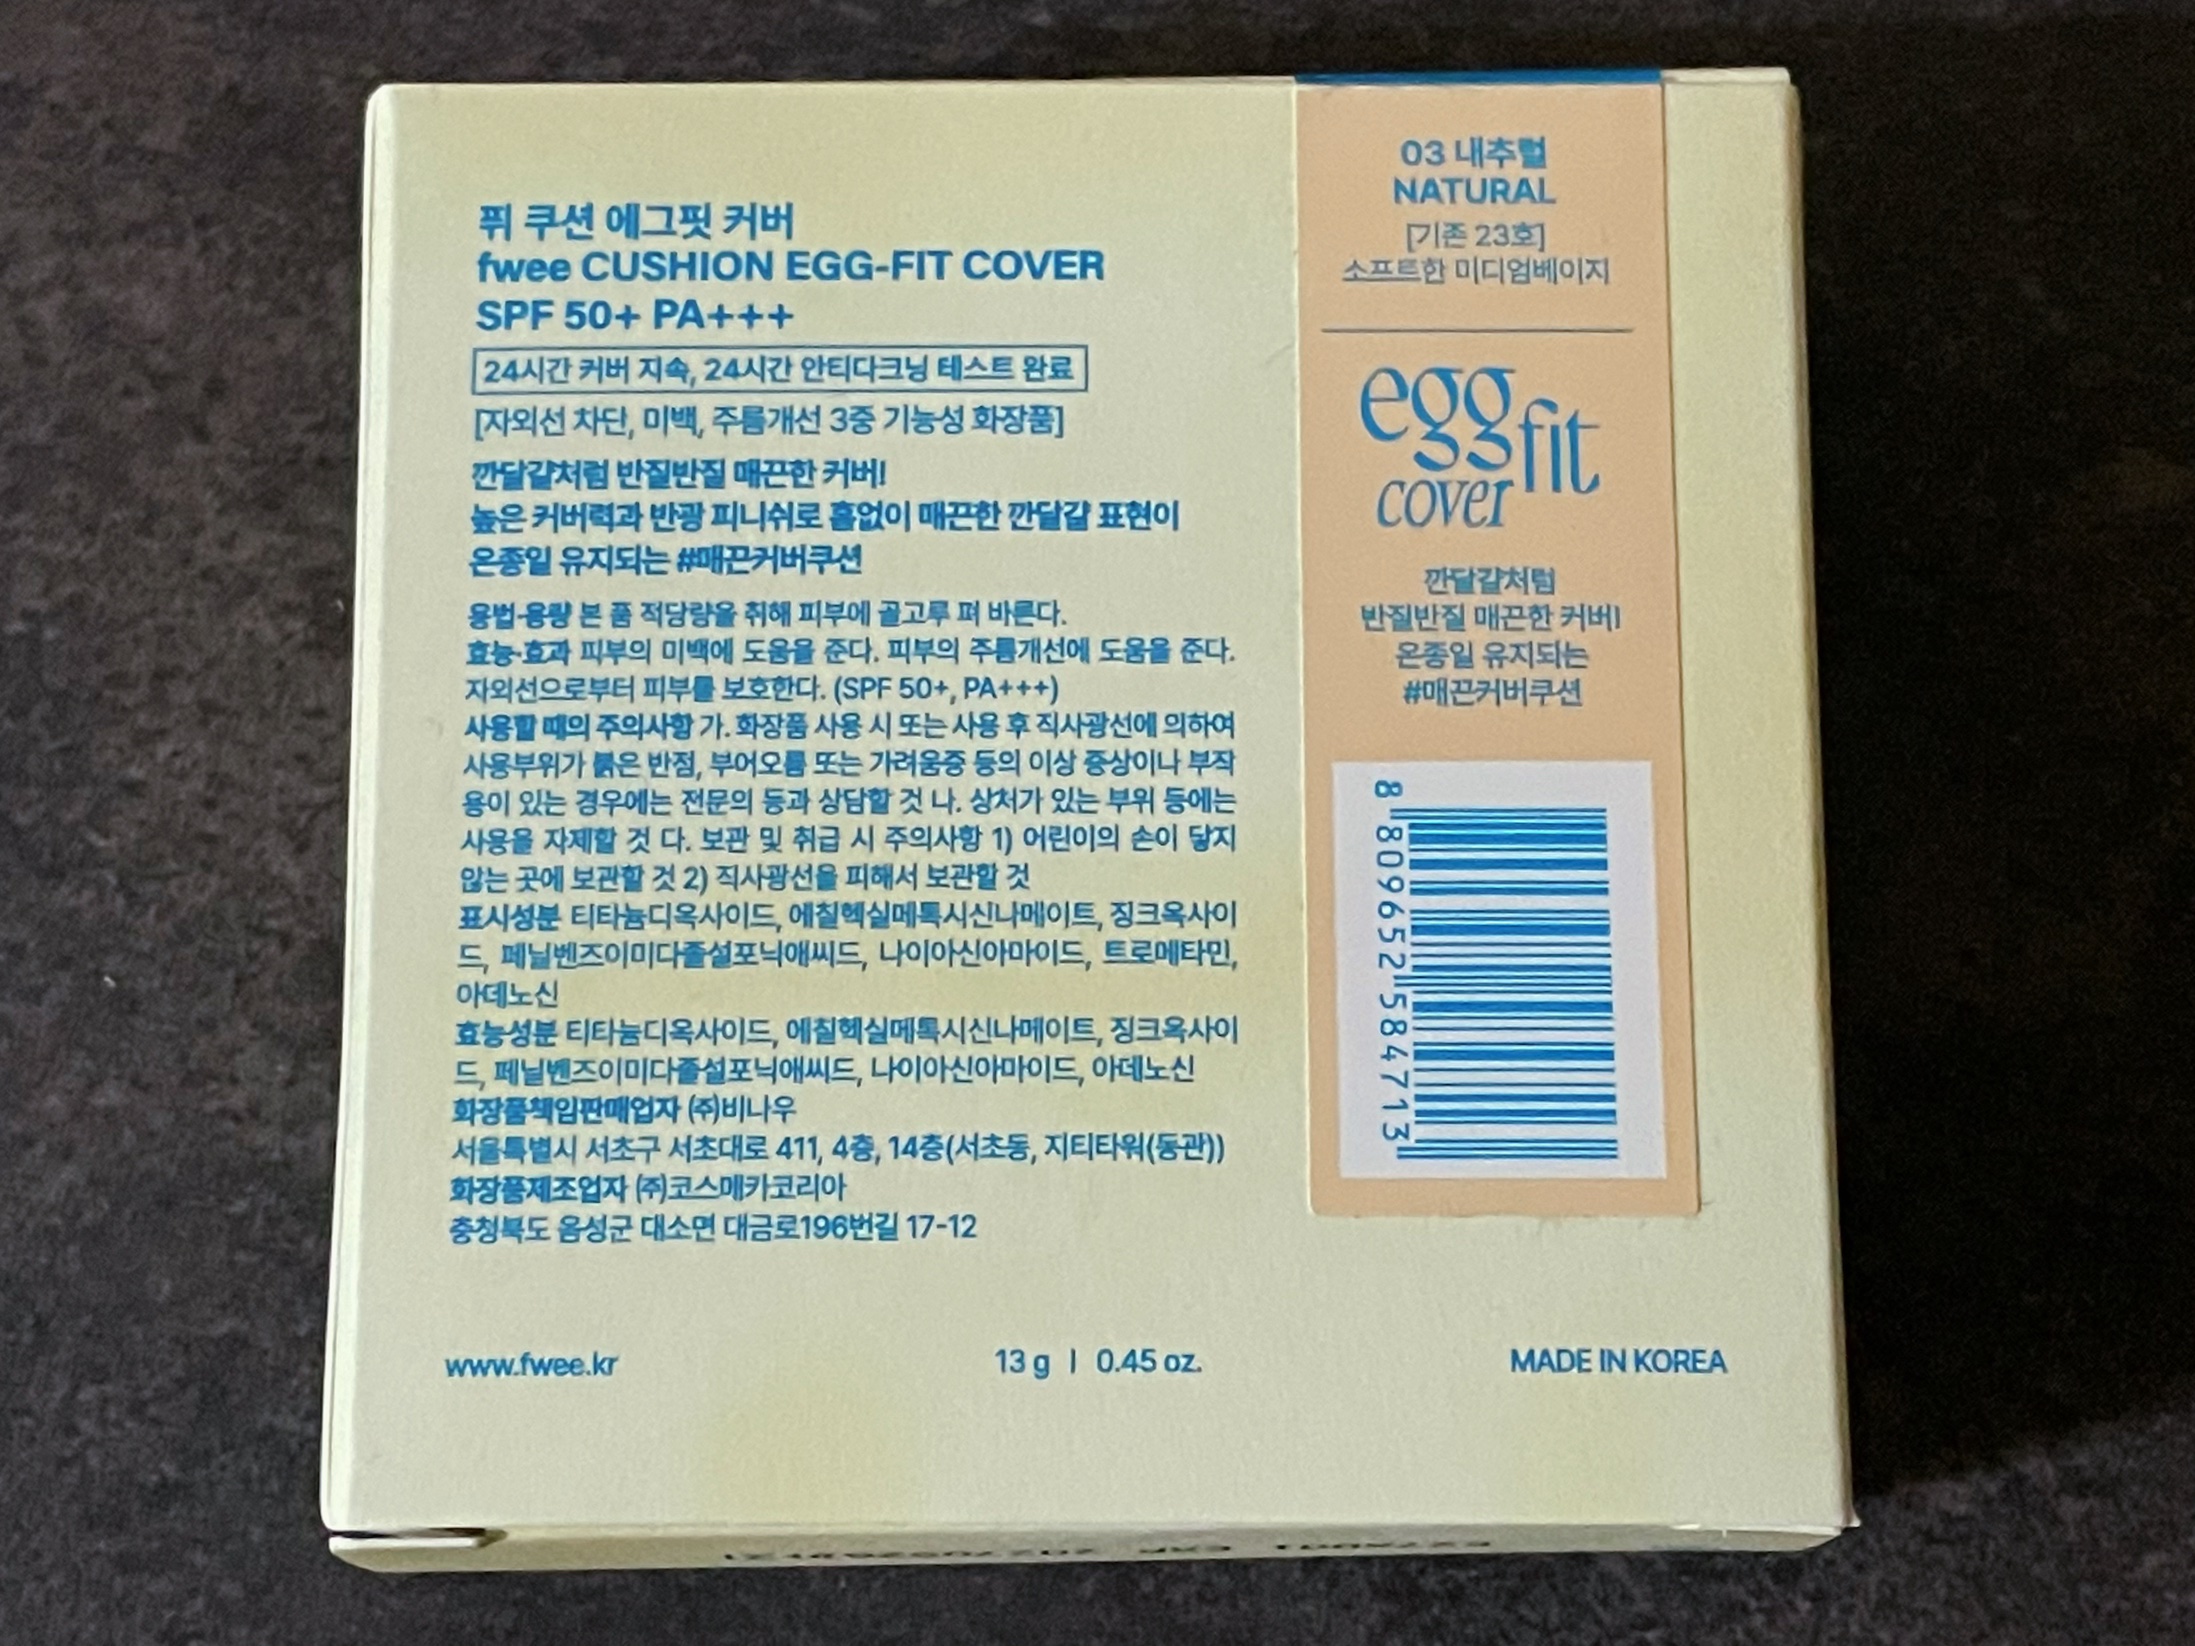 퓌 쿠션 에그핏 커버
fwee CUSHION EGG-FIT COVER
SPF 50+ PA+++
24시간 커버 지속, 24시간 안티다크닝 테스트 완료
[자외선 차단, 미백, 주름개선 3중 기능성 화장품]
깐달걀처럼 반질반질 매끈한 커버!
높은 커버력과 반광 피니쉬로 흠없이 매끈한 깐달걀 표현이
온종일 유지되는 #매끈커버쿠션
용법·용량 본 품 적당량을 취해 피부에 골고루 펴 바른다.
효능·효과 피부의 미백에 도움을 준다. 피부의 주름개선에 도움을 준다.
자외선으로부터 피부를 보호한다. (SPF 50+, PA+++)
사용할 때의 주의사항 가. 화장품 사용 시 또는 사용 후 직사광선에 의하여
사용부위가 붉은 반점, 부어오름 또는 가려움증 등의 이상 증상이나 부작
용이 있는 경우에는 전문의 등과 상담할 것 나. 상처가 있는 부위 등에는
사용을 자제할 것 다. 보관 및 취급 시 주의사항 1) 어린이의 손이 닿지
않는 곳에 보관할 것 2) 직사광선을 피해서 보관할 것
표시성분 티타늄디옥사이드, 에칠헥실메톡시신나메이트, 징크옥사이
드, 페닐벤즈이미다졸설포닉애씨드, 나이아신아마이드, 트로메타민,
아데노신
효능성분 티타늄디옥사이드, 에칠헥실메톡시신나메이트, 징크옥사이
드, 페닐벤즈이미다졸설포닉애씨드, 나이아신아마이드, 아데노신
화장품책임판매업자 ㈜비나우
서울특별시 서초구 서초대로 411, 4층, 14층(서초동, 지티타워(동관))
화장품제조업자 ㈜코스메카코리아
충청북도 음성군 대소면 대금로196번길 17-12
www.fwee.kr
13 g | 0.45 oz.
MADE IN KOREA
03 내추럴
NATURAL
[기존 23호]
소프트한 미디엄베이지
egg fit
cover
깐달걀처럼
반질반질 매끈한 커버!
온종일 유지되는
#매끈커버쿠션
8 809652 584713